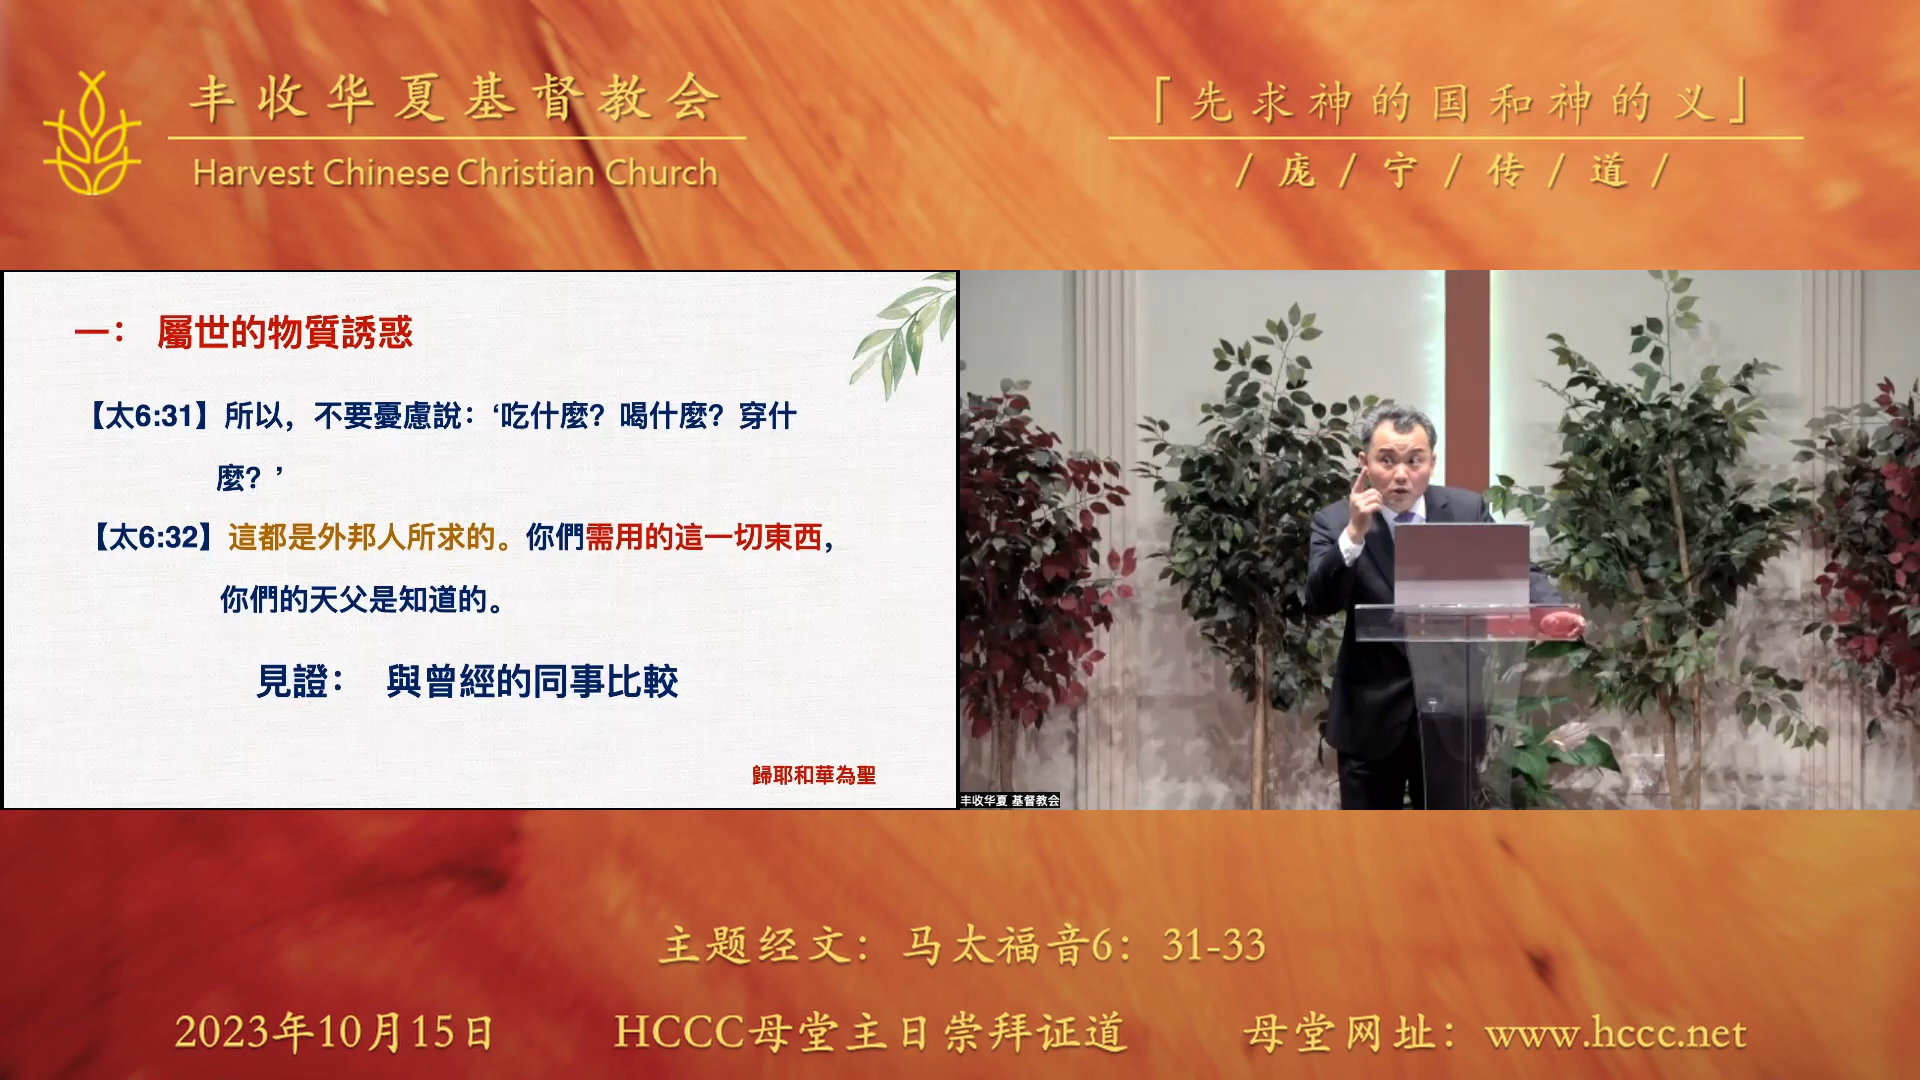 丰收华夏基督教会
Harvest Chinese Christian Church
「先求神的国和神的义」
/ 庞 / 宁 / 传 / 道 /
一： 屬世的物質誘惑
【太6:31】所以，不要憂慮說：‘吃什麼？喝什麼？穿什
麼？’
【太6:32】這都是外邦人所求的。你們需用的這一切東西，
你們的天父是知道的。
見證： 與曾經的同事比較
歸耶和華為聖
丰收华夏 基督教会
主题经文：马太福音6：31-33
2023年10月15日 HCCC母堂主日崇拜证道 母堂网址：www.hccc.net